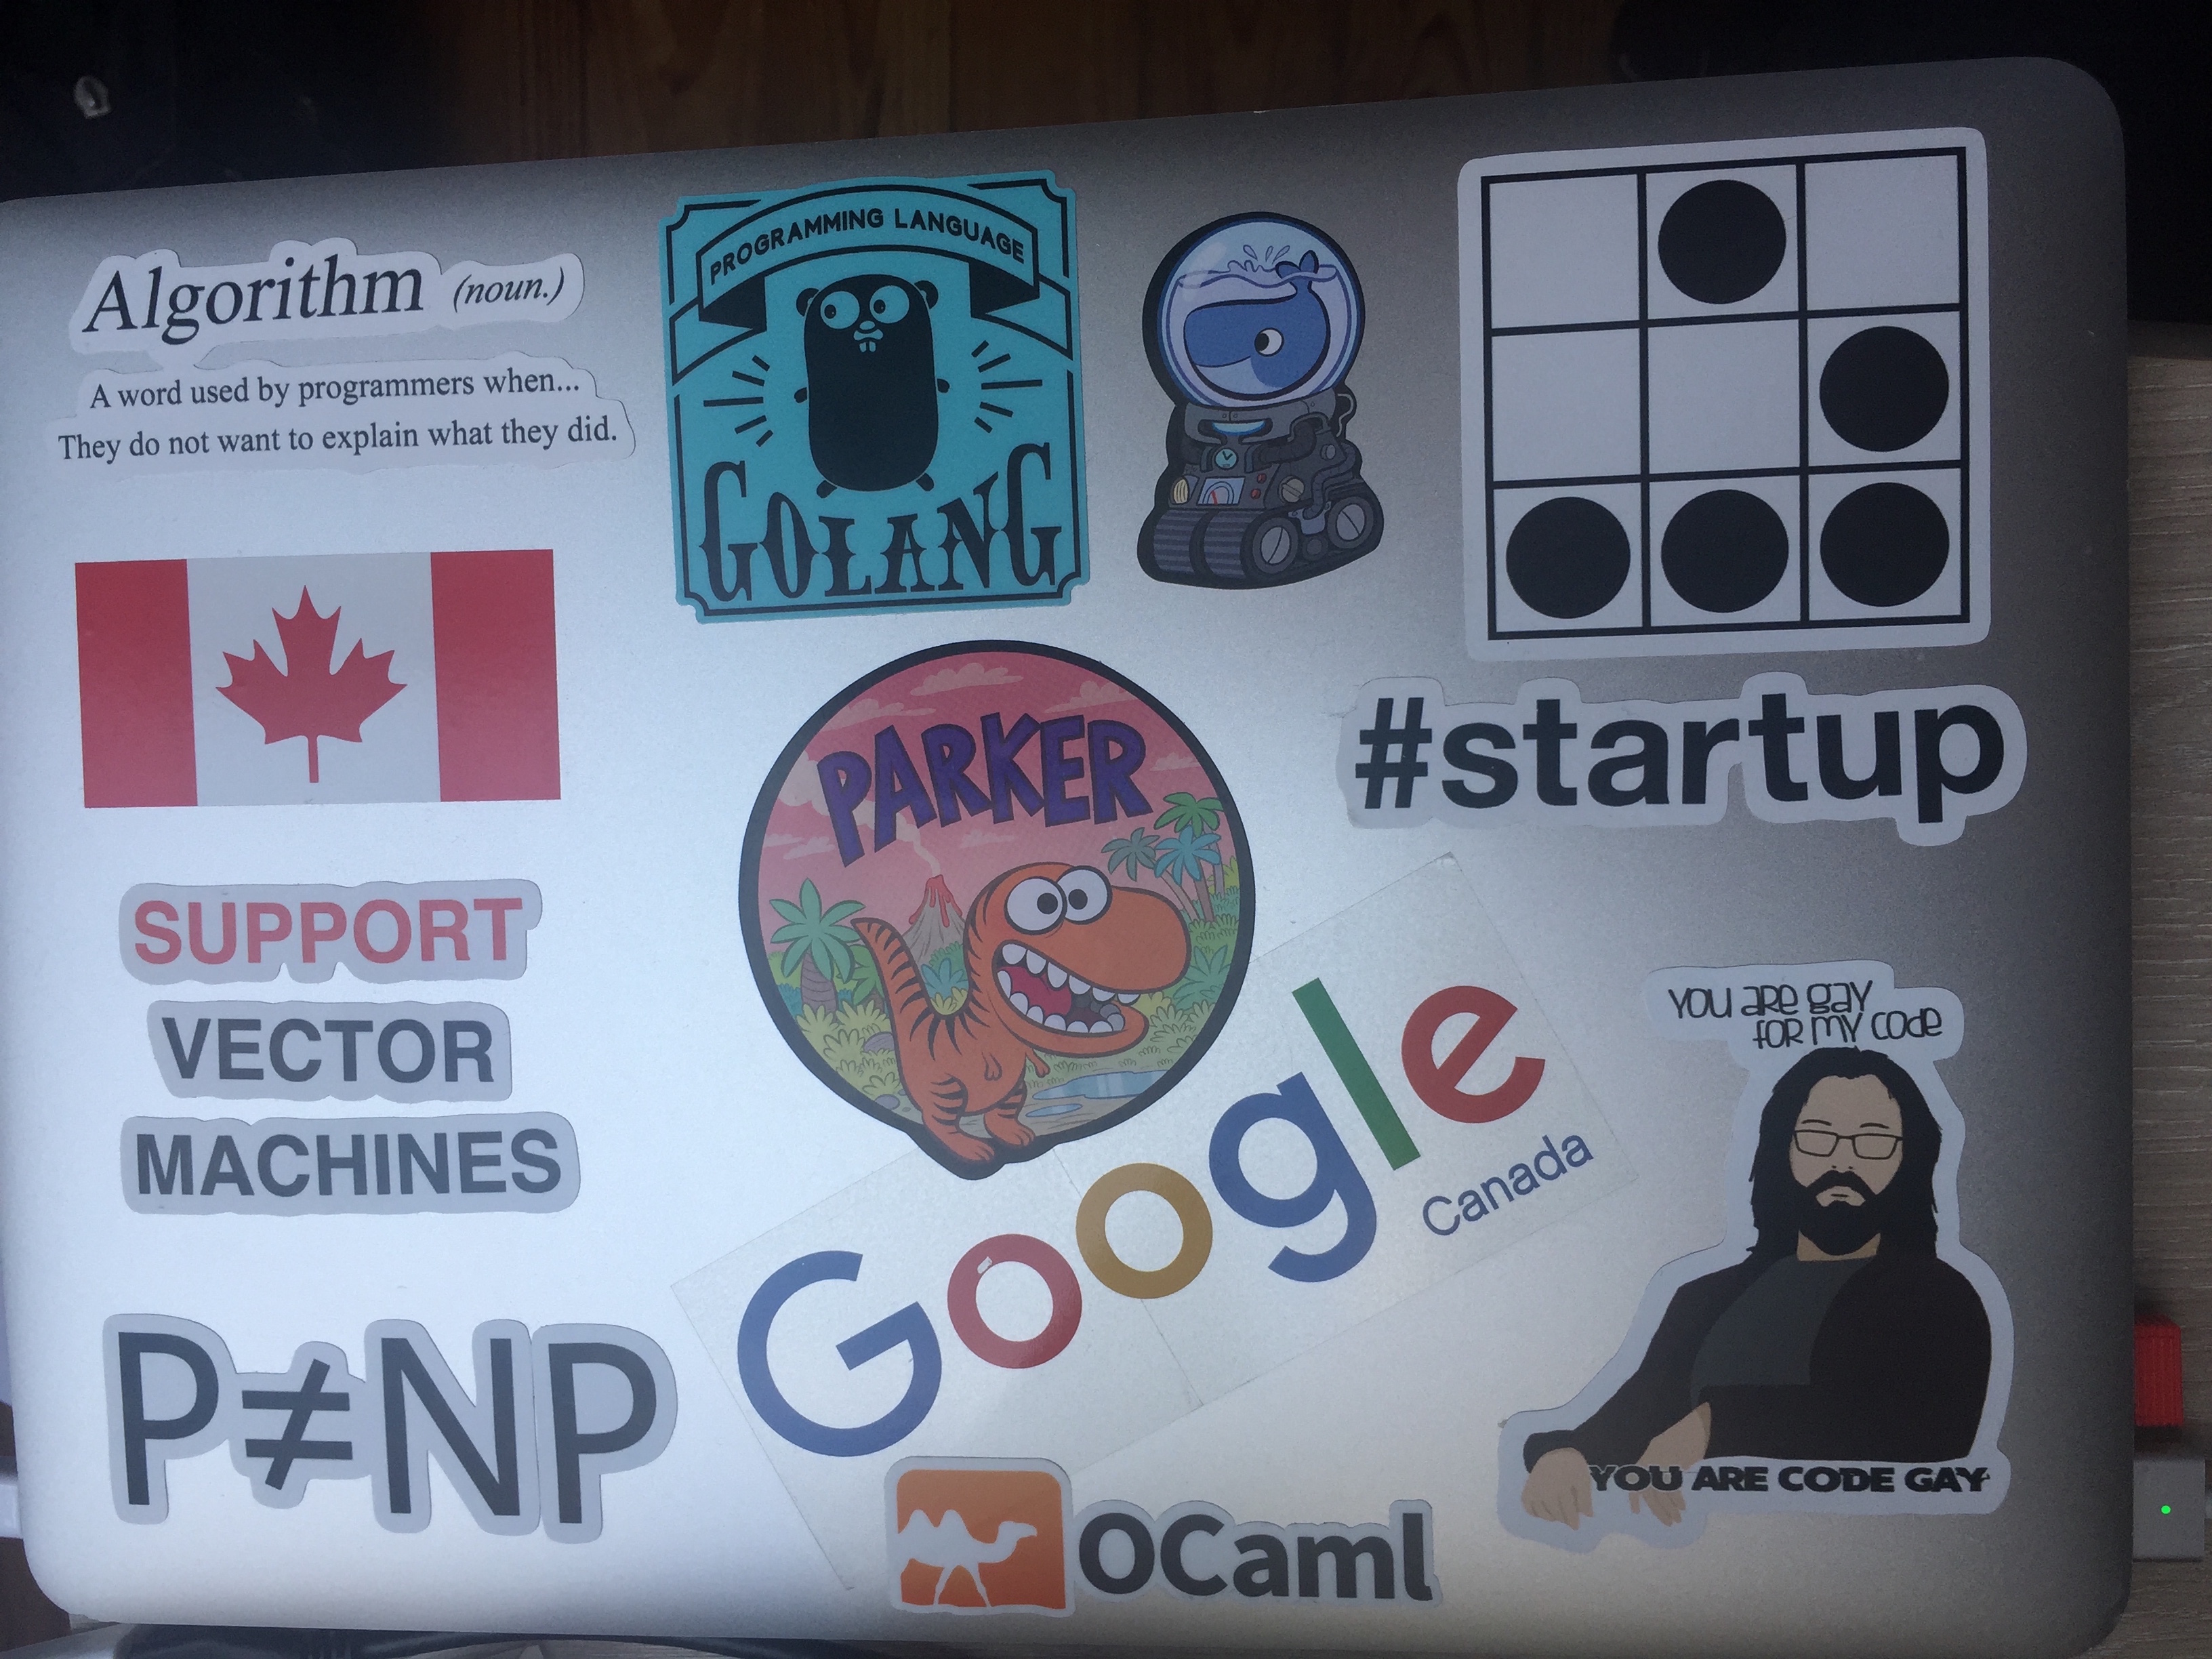 Algorithm (noun.)
A word used by programmers when...
They do not want to explain what they did.
PROGRAMMING LANGUAGE
GOLANG
PARKER
#startup
SUPPORT
VECTOR
MACHINES
Google
Canada
YOU ARE gay
FOR MY CODE
YOU ARE CODE GAY
P≠NP
OCaml